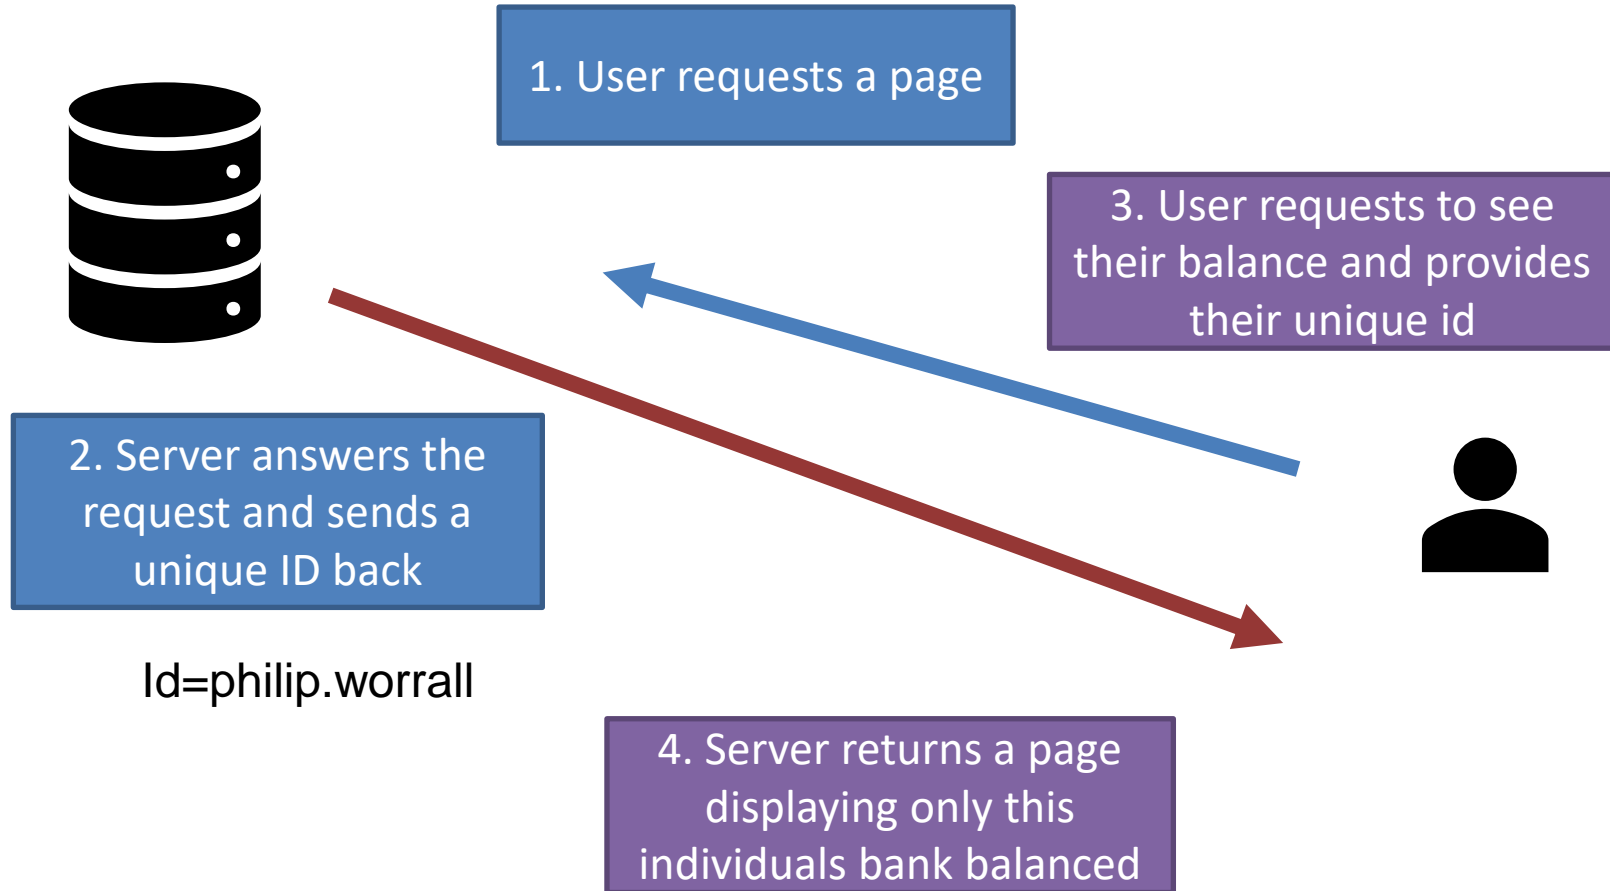 1. User requests a page
3. User requests to see
their balance and provides
their unique id
2. Server answers the
request and sends a
unique ID back
Id=philip.worrall
4. Server returns a page
displaying only this
individuals bank balanced